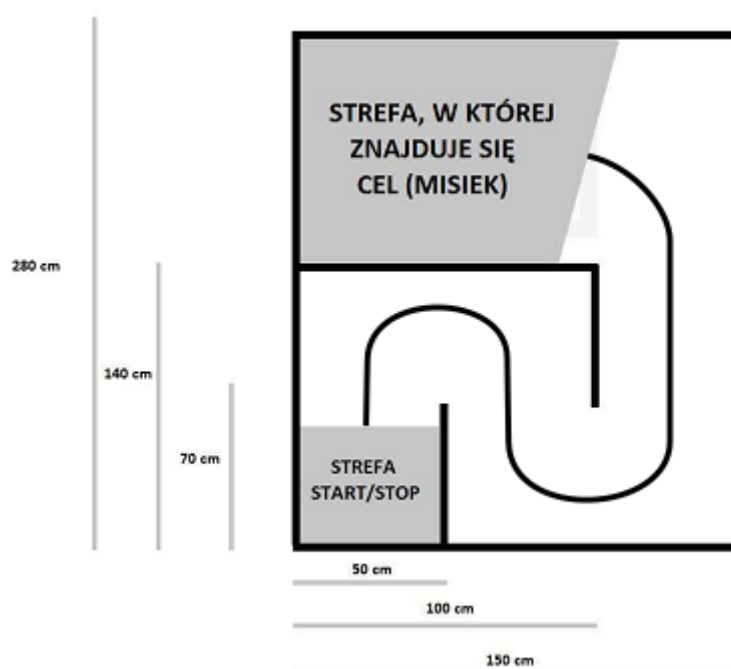 STREFA, W KTÓREJ
ZNAJDUJE SIĘ
CEL (MISIEK)
280 cm
140 cm
70 cm
STREFA
START/STOP
50 cm
100 cm
150 cm